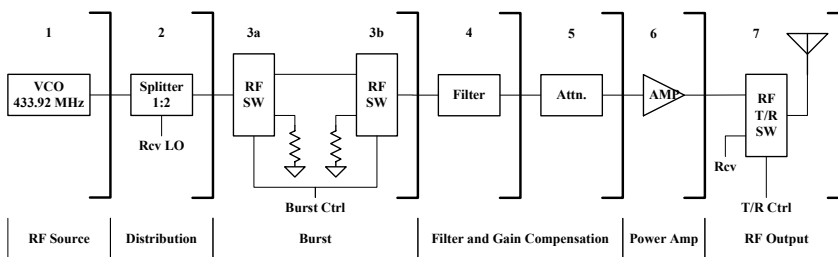 1
2
3a
3b
4
5
6
7
VCO
433.92 MHz
Splitter
1:2
RF
SW
RF
SW
Filter
Attn.
AMP
RF
T/R
SW
Rcv LO
Rcv
Burst Ctrl
T/R Ctrl
RF Source
Distribution
Burst
Filter and Gain Compensation
Power Amp
RF Output